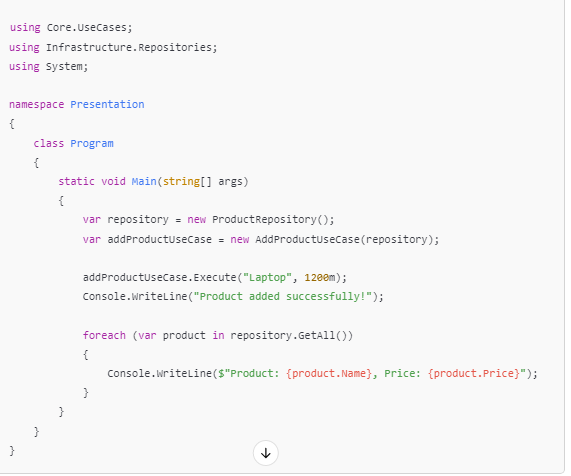 using Core.UseCases;
using Infrastructure.Repositories;
using System;
namespace Presentation
{
class Program
{
static void Main(string[] args)
{
var repository = new ProductRepository();
var addProductUseCase = new AddProductUseCase(repository);
addProductUseCase.Execute("Laptop", 1200m);
Console.WriteLine("Product added successfully!");
foreach (var product in repository.GetAll())
{
Console.WriteLine($"Product: {product.Name}, Price: {product.Price}");
}
}
}
}